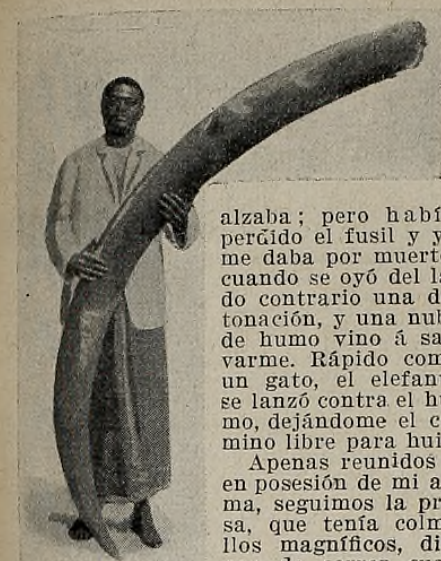 alzaba; pero habí
perdido el fusil y y
me daba por muert
cuando se oyó del l
do contrario una d
tonación, y una nub
de humo vino á sa
varme. Rápido com
un gato, el elefan
se lanzó contra el h
mo, dejándome el c
mino libre para hui
Apenas reunidos
en posesión de mi a
ma, seguimos la pr
sa, que tenía colm
llos magníficos, di